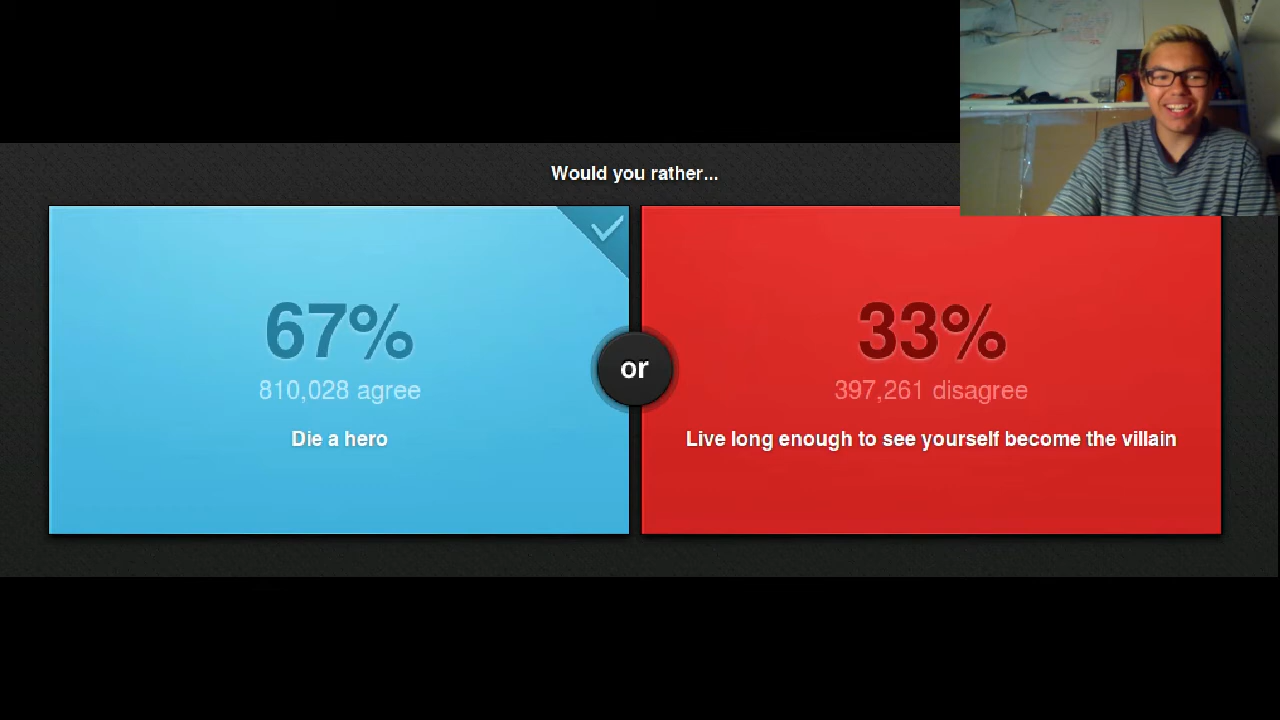 Would you rather...
67%
810,028 agree
Die a hero
or
33%
397,261 disagree
Live long enough to see yourself become the villain